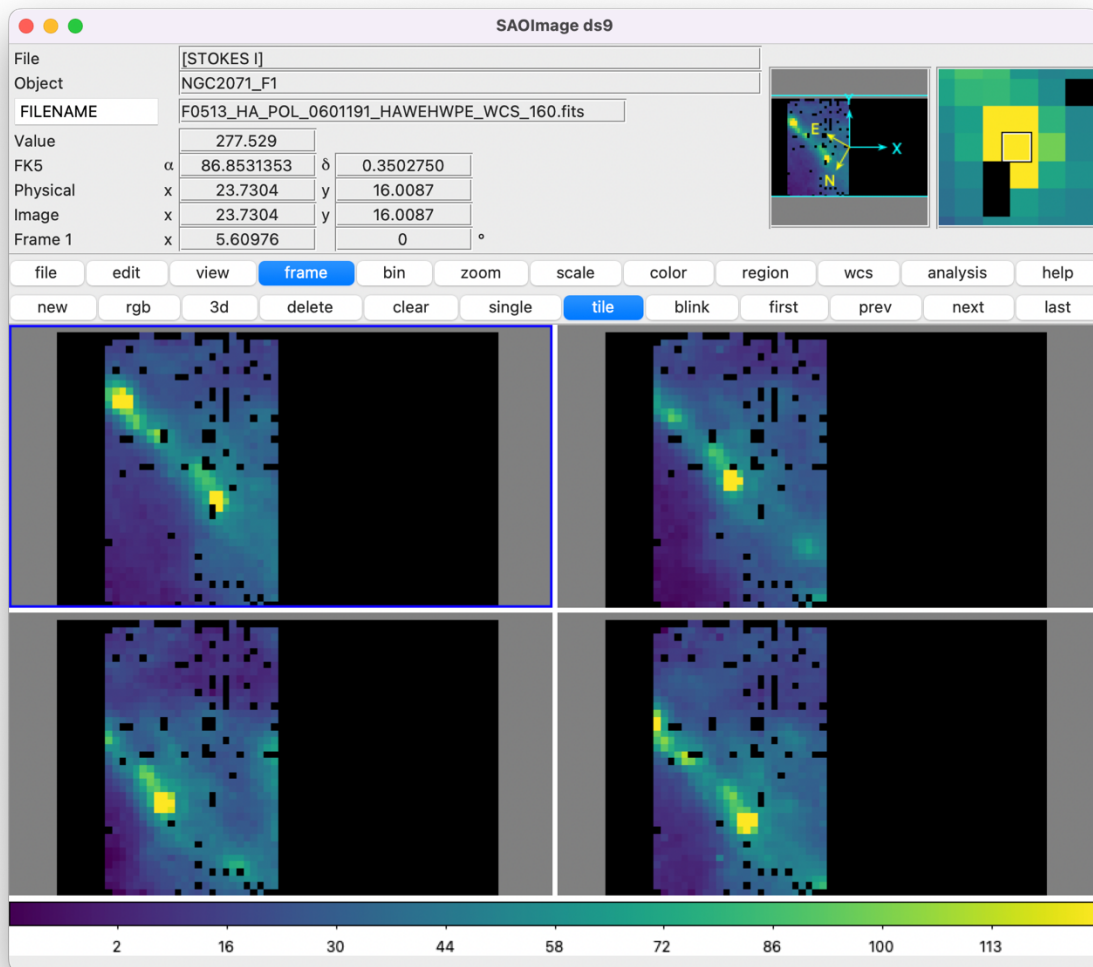 SAOImage ds9
File [STOKES I]
Object NGC2071_F1
FILENAME F0513_HA_POL_0601191_HAWEHWPE_WCS_160.fits
Value 277.529
FK5 α 86.8531353 δ 0.3502750
Physical x 23.7304 y 16.0087
Image x 23.7304 y 16.0087
Frame 1 x 5.60976 0 °
Y
E
X
N
file edit view frame bin zoom scale color region wcs analysis help
new rgb 3d delete clear single tile blink first prev next last
2 16 30 44 58 72 86 100 113